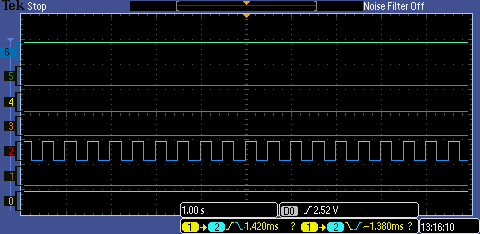 Tek Stop Noise Filter Off
6
5
4
3
2
1
0
1.00 s D0 2.52 V
1 → 2 1.420ms ? 1 → 2 −1.380ms ? 13:16:10